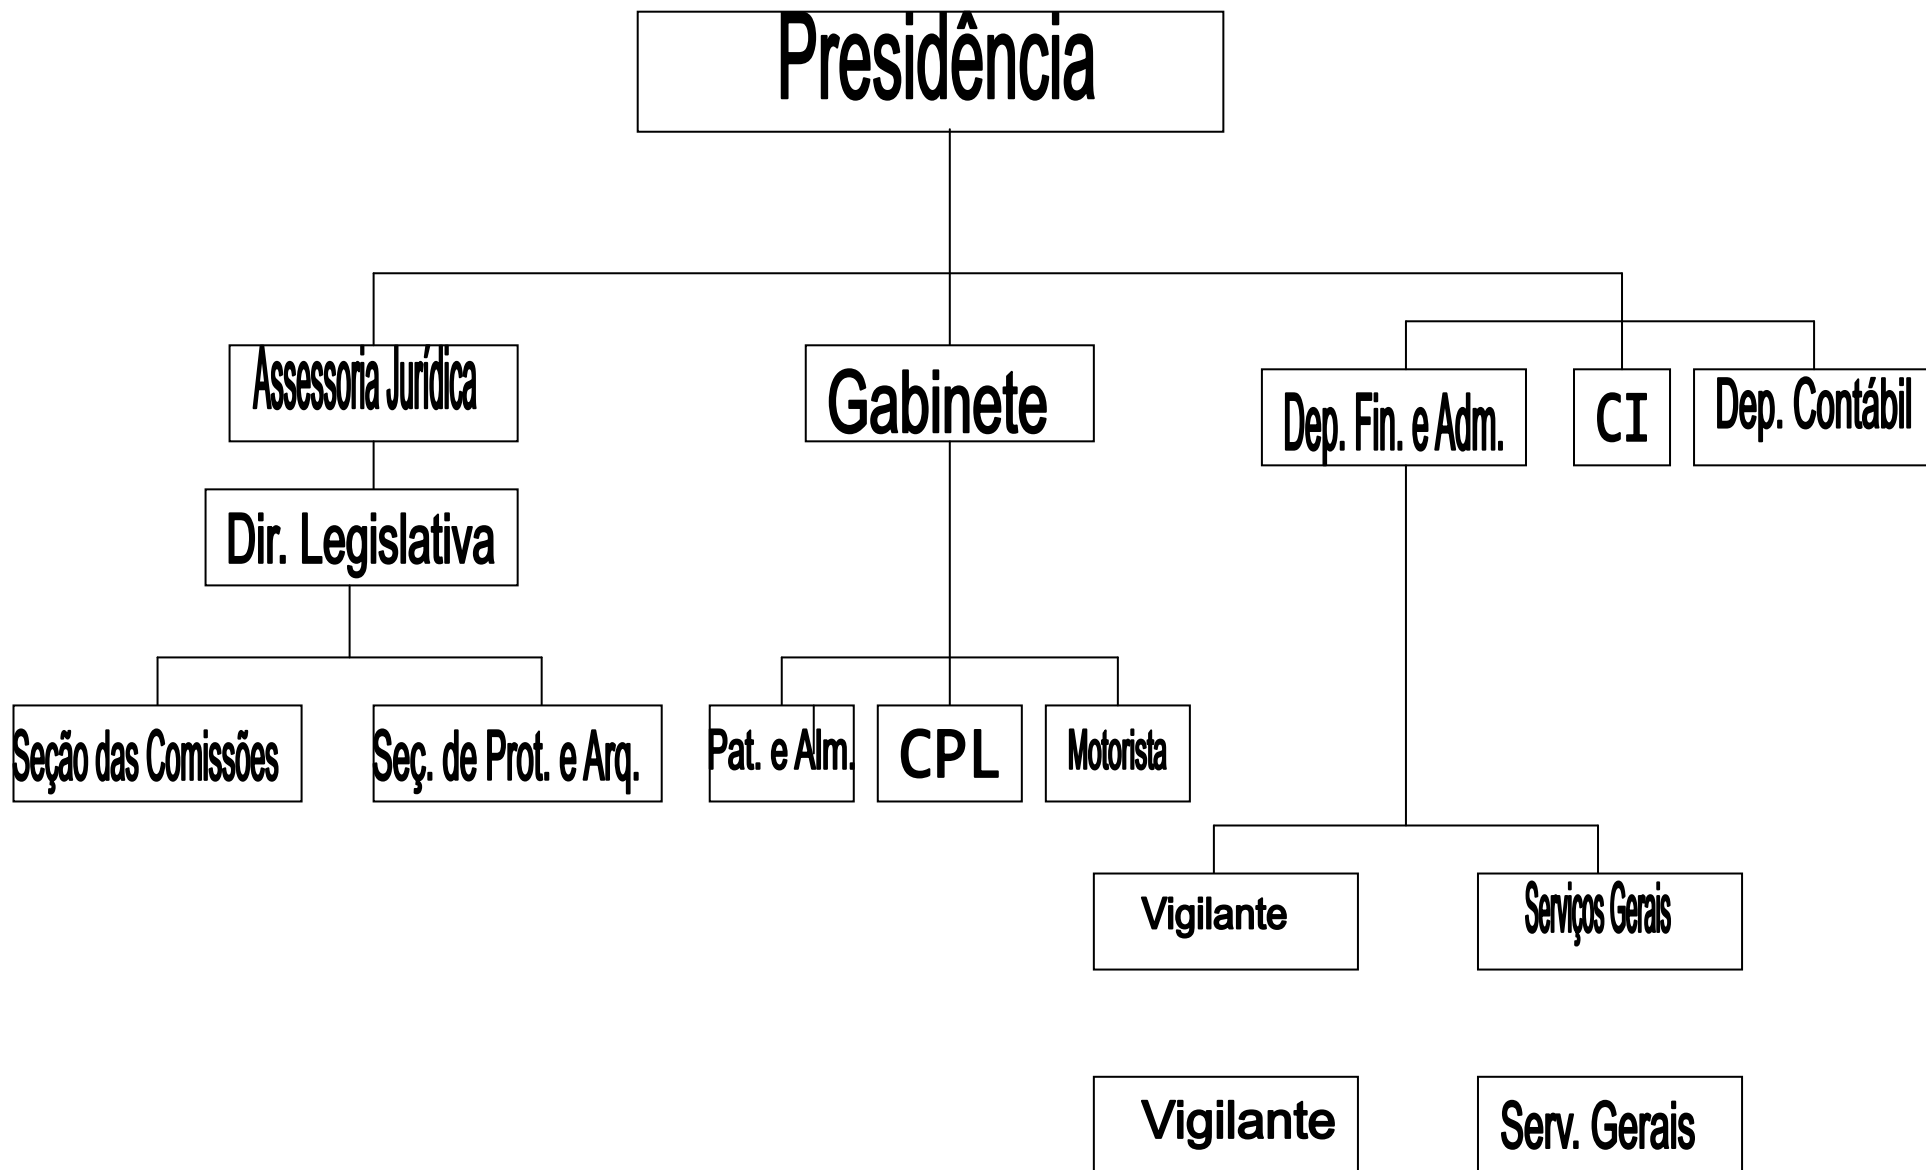 Presidência
Assessoria Jurídica
Gabinete
Dep. Fin. e Adm.
CI
Dep. Contábil
Dir. Legislativa
Seção das Comissões
Seç. de Prot. e Arq.
Pat. e Alm.
CPL
Motorista
Vigilante
Serviços Gerais
Vigilante
Serv. Gerais